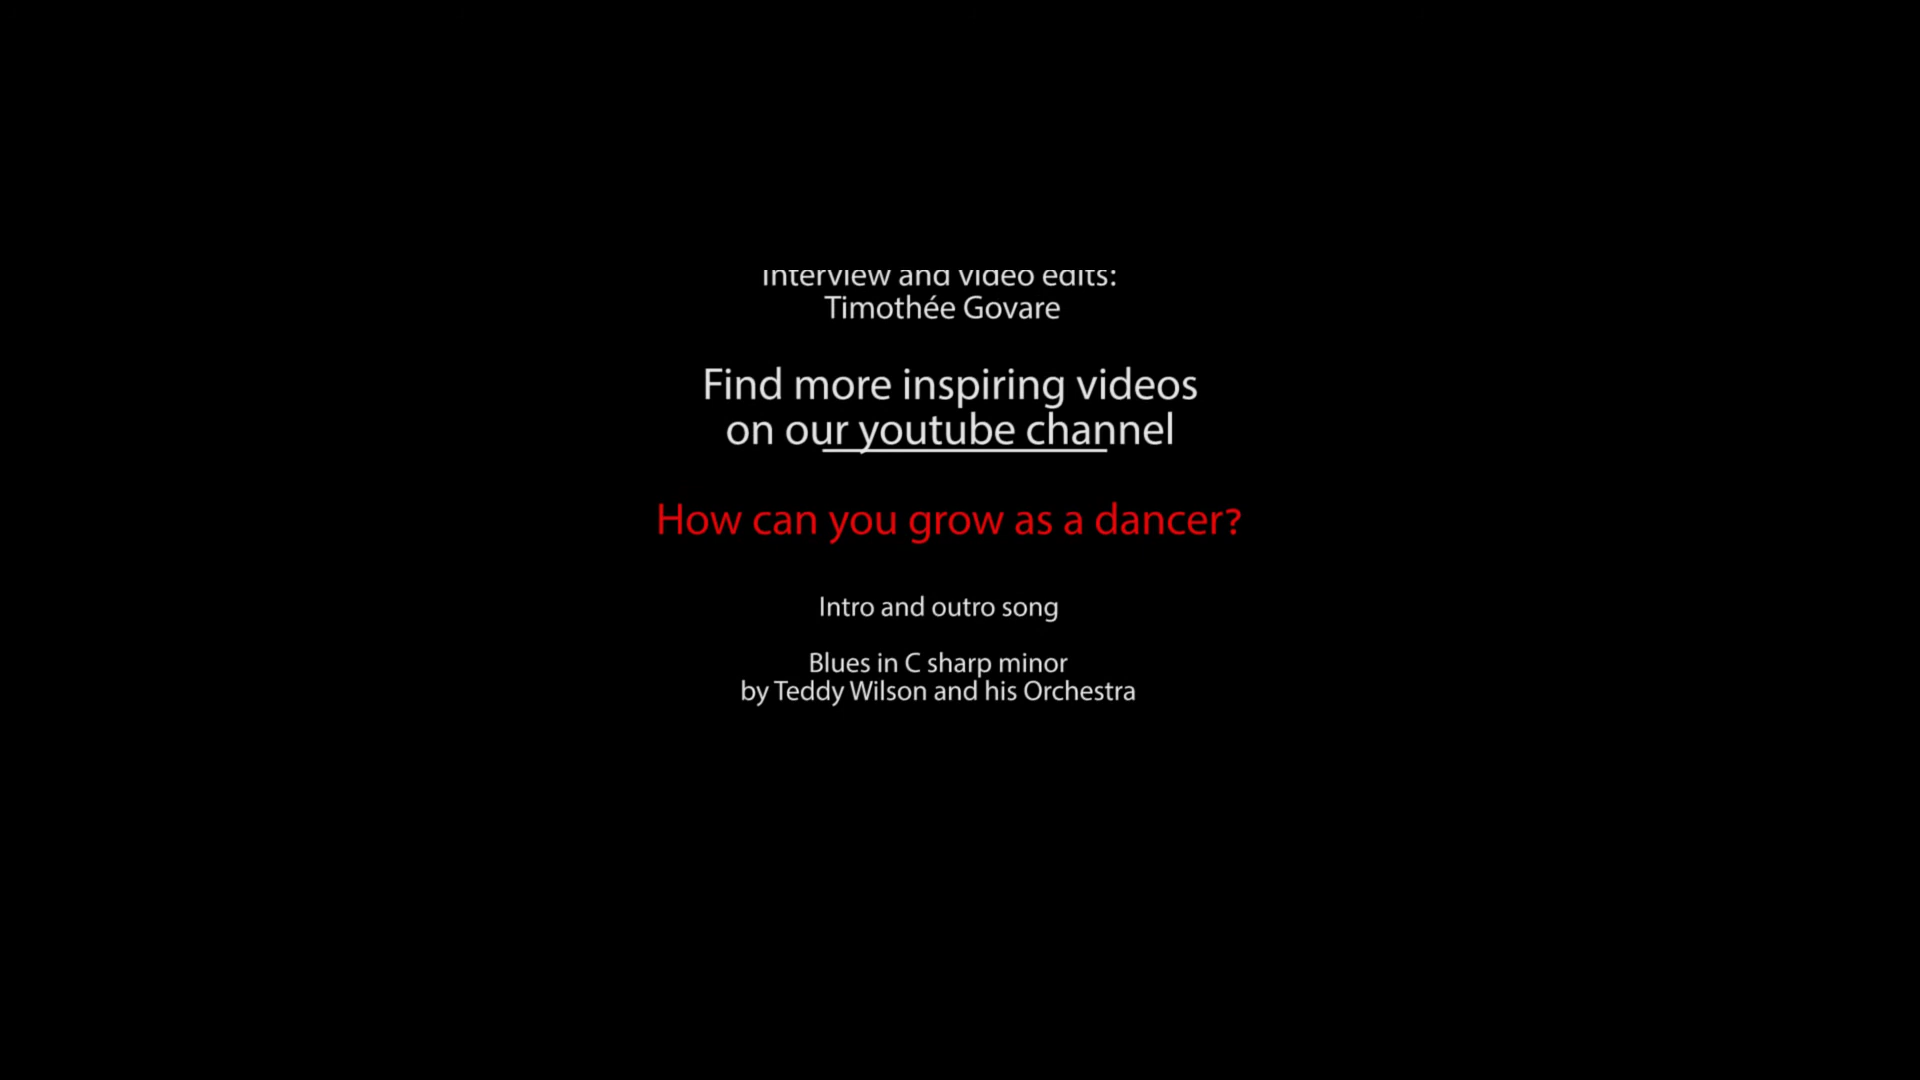 Interview and video edits:
Timothée Govare
Find more inspiring videos
on our youtube channel
How can you grow as a dancer?
Intro and outro song
Blues in C sharp minor
by Teddy Wilson and his Orchestra